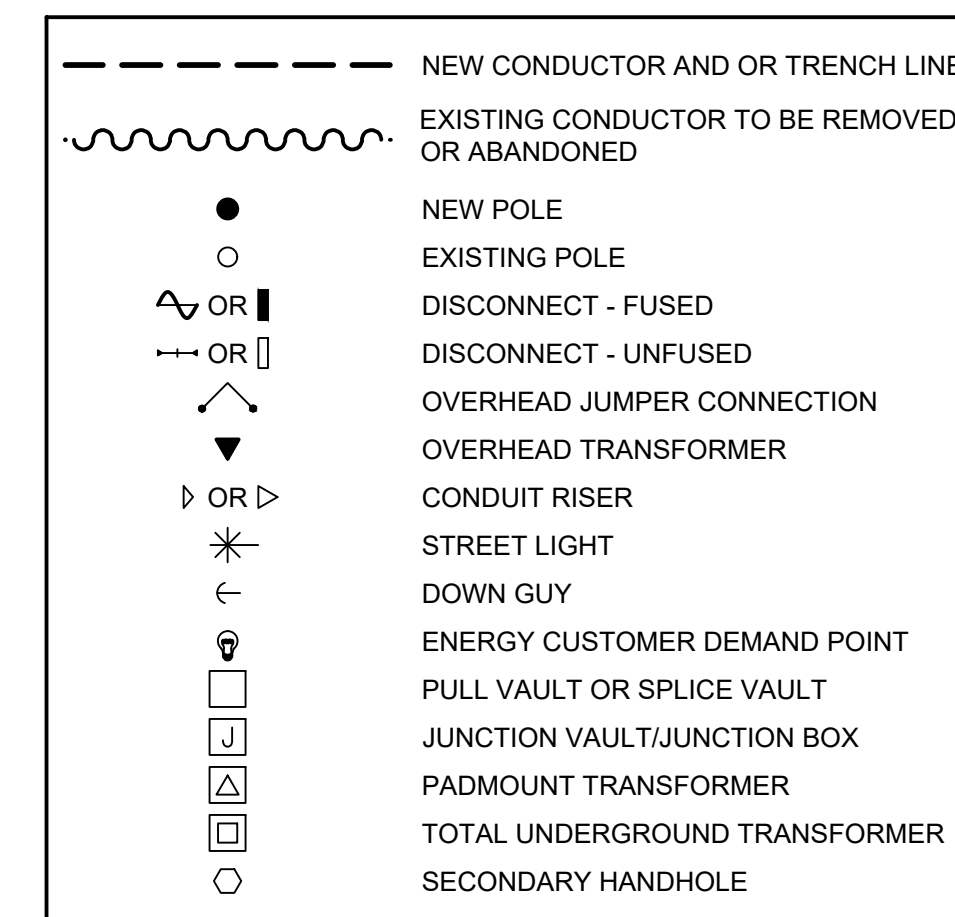 NEW CONDUCTOR AND OR TRENCH LINE
EXISTING CONDUCTOR TO BE REMOVED
OR ABANDONED
NEW POLE
EXISTING POLE
OR DISCONNECT - FUSED
OR DISCONNECT - UNFUSED
OVERHEAD JUMPER CONNECTION
OVERHEAD TRANSFORMER
OR CONDUIT RISER
STREET LIGHT
DOWN GUY
ENERGY CUSTOMER DEMAND POINT
PULL VAULT OR SPLICE VAULT
J JUNCTION VAULT/JUNCTION BOX
PADMOUNT TRANSFORMER
TOTAL UNDERGROUND TRANSFORMER
SECONDARY HANDHOLE